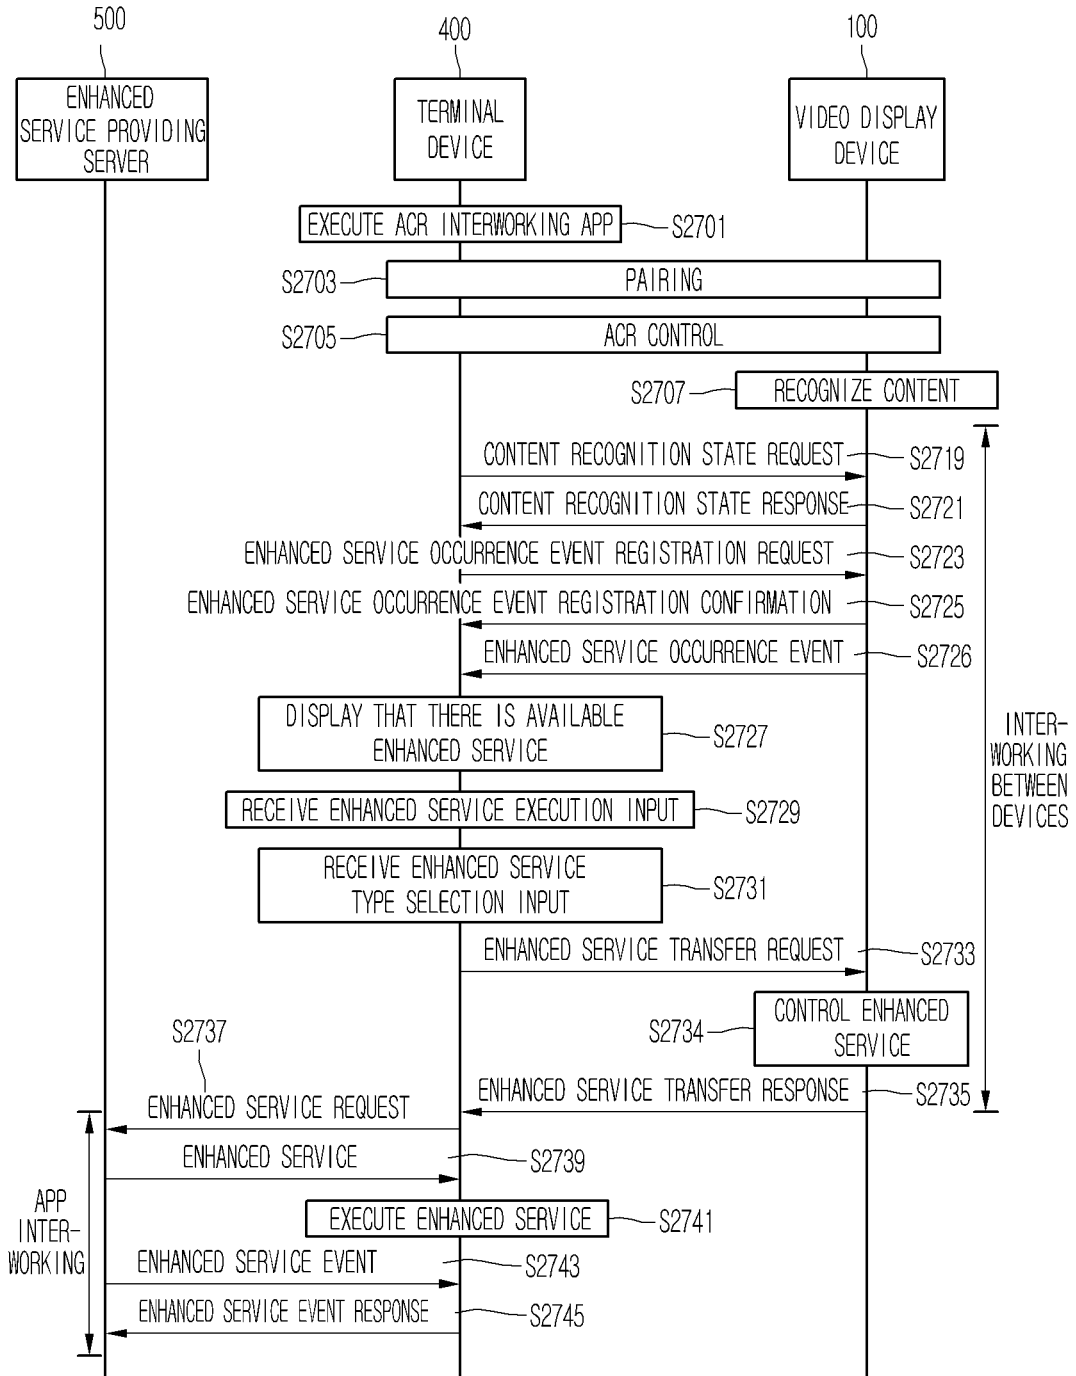 500
400
100
ENHANCED
SERVICE PROVIDING
SERVER
TERMINAL
DEVICE
VIDEO DISPLAY
DEVICE
EXECUTE ACR INTERWORKING APP
S2701
S2703
PAIRING
S2705
ACR CONTROL
S2707
RECOGNIZE CONTENT
CONTENT RECOGNITION STATE REQUEST
S2719
CONTENT RECOGNITION STATE RESPONSE
S2721
ENHANCED SERVICE OCCURRENCE EVENT REGISTRATION REQUEST
S2723
ENHANCED SERVICE OCCURRENCE EVENT REGISTRATION CONFIRMATION
S2725
ENHANCED SERVICE OCCURRENCE EVENT
S2726
DISPLAY THAT THERE IS AVAILABLE
ENHANCED SERVICE
S2727
INTER-
WORKING
BETWEEN
DEVICES
RECEIVE ENHANCED SERVICE EXECUTION INPUT
S2729
RECEIVE ENHANCED SERVICE
TYPE SELECTION INPUT
S2731
ENHANCED SERVICE TRANSFER REQUEST
S2733
S2734
CONTROL ENHANCED
SERVICE
S2737
ENHANCED SERVICE TRANSFER RESPONSE
S2735
ENHANCED SERVICE REQUEST
ENHANCED SERVICE
S2739
APP
INTER-
WORKING
EXECUTE ENHANCED SERVICE
S2741
ENHANCED SERVICE EVENT
S2743
ENHANCED SERVICE EVENT RESPONSE
S2745